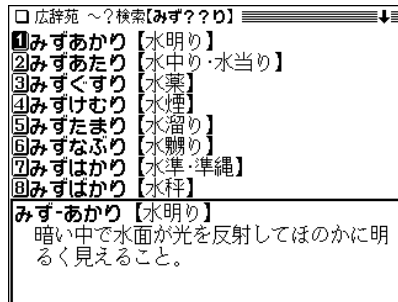 広辞苑 ～?検索【みず??り】
1みずあかり【水明り】
2みずあたり【水中り・水当り】
3みずぐすり【水薬】
4みずけむり【水煙】
5みずたまり【水溜り】
6みずなぶり【水嬲り】
7みずはかり【水準・準縄】
8みずばかり【水秤】
みず‐あかり【水明り】
暗い中で水面が光を反射してほのかに明
るく見えること。